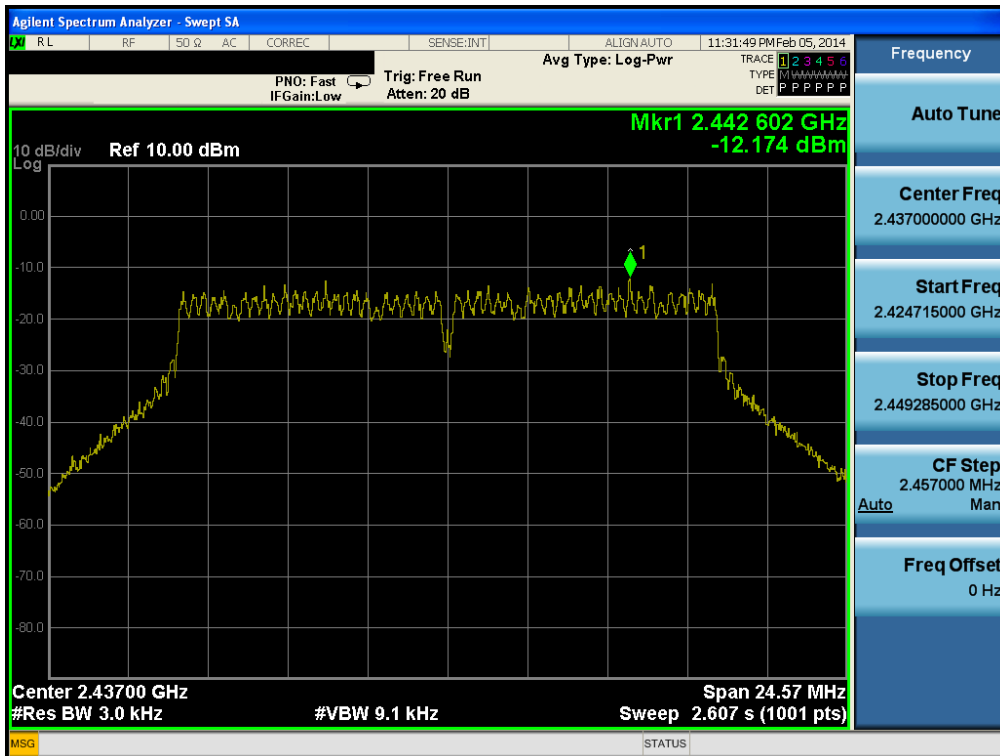 Agilent Spectrum Analyzer - Swept SA
LXI RL RF 50 Ω AC CORREC SENSE:INT ALIGN AUTO 11:31:49 PM Feb 05, 2014
PNO: Fast
IFGain:Low
Trig: Free Run
Atten: 20 dB
Avg Type: Log-Pwr
TRACE 1 2 3 4 5 6
TYPE M W W W W W
DET P P P P P P
Mkr1 2.442 602 GHz
-12.174 dBm
10 dB/div Ref 10.00 dBm
Log
0.00
1
-10.0
-20.0
-30.0
-40.0
-50.0
-60.0
-70.0
-80.0
Center 2.43700 GHz Span 24.57 MHz
#Res BW 3.0 kHz #VBW 9.1 kHz Sweep 2.607 s (1001 pts)
MSG STATUS
Frequency
Auto Tune
Center Freq
2.437000000 GHz
Start Freq
2.424715000 GHz
Stop Freq
2.449285000 GHz
CF Step
2.457000 MHz
Auto Man
Freq Offset
0 Hz